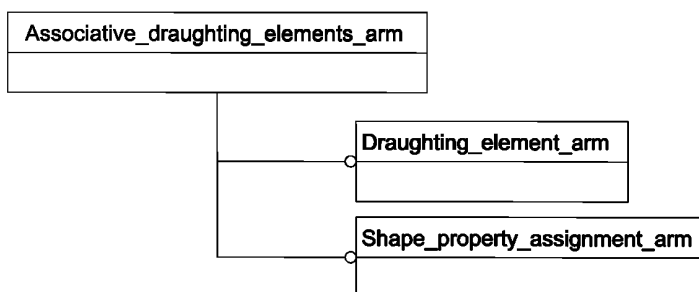 Associative_draughting_elements_arm
Draughting_element_arm
Shape_property_assignment_arm